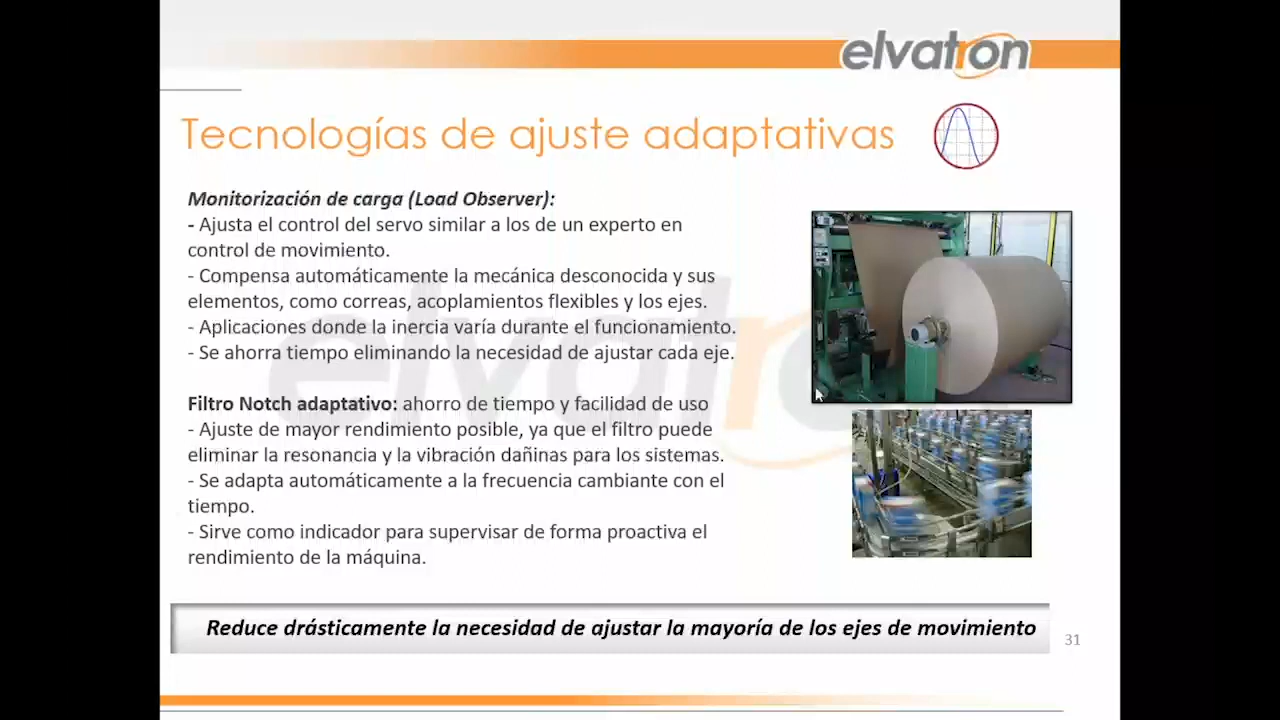 elvatron
Tecnologías de ajuste adaptativas
Monitorización de carga (Load Observer):
- Ajusta el control del servo similar a los de un experto en
control de movimiento.
- Compensa automáticamente la mecánica desconocida y sus
elementos, como correas, acoplamientos flexibles y los ejes.
- Aplicaciones donde la inercia varía durante el funcionamiento.
- Se ahorra tiempo eliminando la necesidad de ajustar cada eje.
Filtro Notch adaptativo: ahorro de tiempo y facilidad de uso
- Ajuste de mayor rendimiento posible, ya que el filtro puede
eliminar la resonancia y la vibración dañinas para los sistemas.
- Se adapta automáticamente a la frecuencia cambiante con el
tiempo.
- Sirve como indicador para supervisar de forma proactiva el
rendimiento de la máquina.
Reduce drásticamente la necesidad de ajustar la mayoría de los ejes de movimiento
31